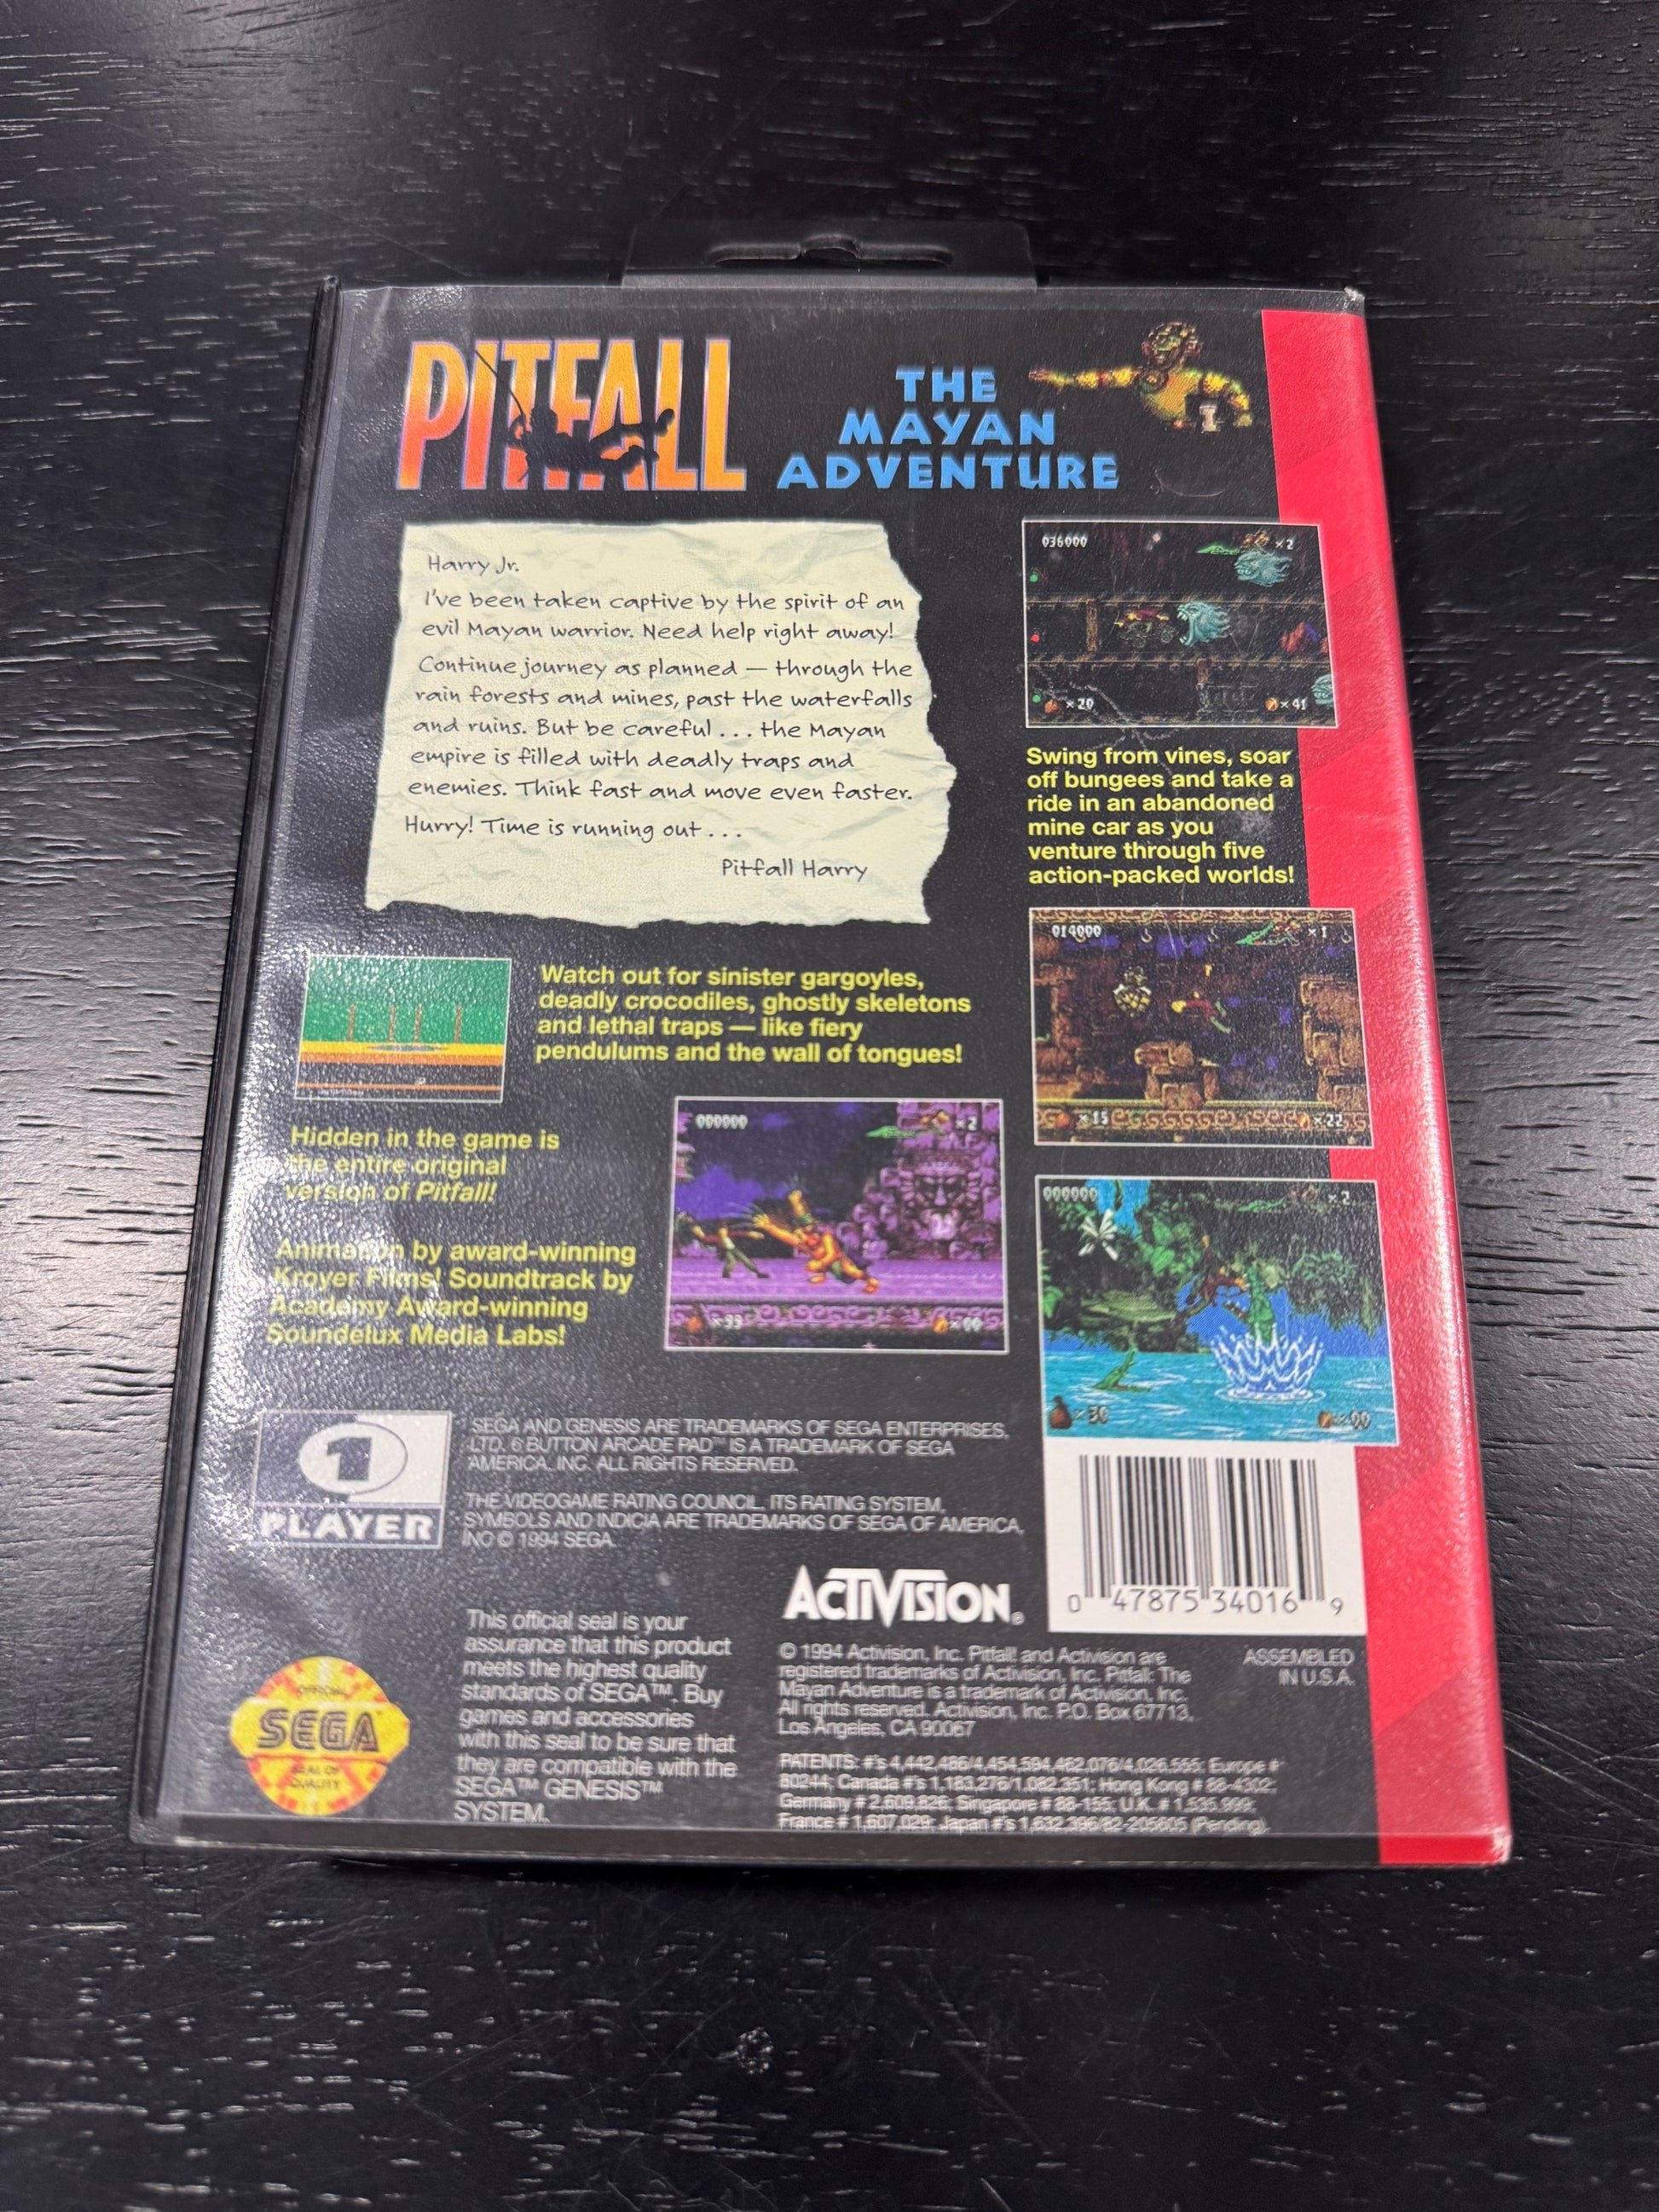 PITFALL
THE
MAYAN
ADVENTURE
Harry Jr.
I've been taken captive by the spirit of an
evil Mayan warrior. Need help right away!
Continue journey as planned — through the
rain forests and mines, past the waterfalls
and ruins. But be careful . . . the Mayan
empire is filled with deadly traps and
enemies. Think fast and move even faster.
Hurry! Time is running out . . .
Pitfall Harry
036000
×2
×20
×41
Swing from vines, soar
off bungees and take a
ride in an abandoned
mine car as you
venture through five
action-packed worlds!
014000
×1
×15
×22
Watch out for sinister gargoyles,
deadly crocodiles, ghostly skeletons
and lethal traps — like fiery
pendulums and the wall of tongues!
Hidden in the game is
the entire original
version of Pitfall!
000000
×2
×33
×00
Animation by award-winning
Kroyer Films! Soundtrack by
Academy Award-winning
Soundelux Media Labs!
000000
×2
×30
×00
1
PLAYER
SEGA AND GENESIS ARE TRADEMARKS OF SEGA ENTERPRISES,
LTD. 6 BUTTON ARCADE PAD™ IS A TRADEMARK OF SEGA
AMERICA, INC. ALL RIGHTS RESERVED.
THE VIDEOGAME RATING COUNCIL, ITS RATING SYSTEM,
SYMBOLS AND INDICIA ARE TRADEMARKS OF SEGA OF AMERICA,
INC © 1994 SEGA.
0 47875 34016 9
OFFICIAL
SEGA
SEAL OF
QUALITY
This official seal is your
assurance that this product
meets the highest quality
standards of SEGA™. Buy
games and accessories
with this seal to be sure that
they are compatible with the
SEGA™ GENESIS™
SYSTEM.
ACTIVISION®
© 1994 Activision, Inc. Pitfall! and Activision are
registered trademarks of Activision, Inc. Pitfall: The
Mayan Adventure is a trademark of Activision, Inc.
All rights reserved. Activision, Inc. P.O. Box 67713,
Los Angeles, CA 90067
ASSEMBLED
IN U.S.A.
PATENTS: #'s 4,442,486/4,454,594,462,076/4,026,555; Europe #
80244; Canada #'s 1,183,276/1,082,351; Hong Kong # 88-4302;
Germany # 2,609,826; Singapore # 88-155; U.K. # 1,535,999;
France # 1,607,029; Japan #'s 1,632,396/82-205605 (Pending).